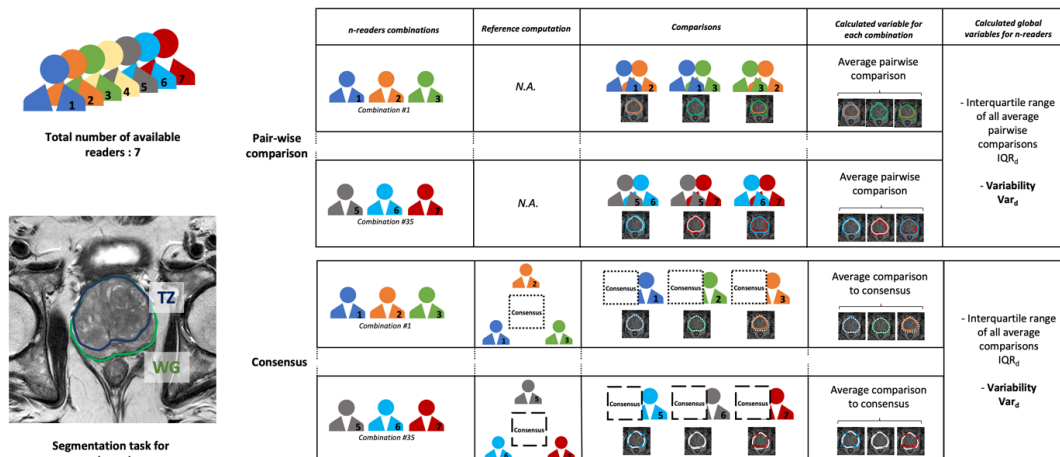 1 2 3 4 5 6 7
Total number of available
readers : 7
TZ
WG
Segmentation task for
n-readers combinations
Reference computation
Comparisons
Calculated variable for
each combination
Calculated global
variables for n-readers
Pair-wise
comparison
1 2 3
Combination #1
N.A.
1 2
1 3
3 2
Average pairwise
comparison
5 6 7
Combination #35
N.A.
5 6
5 7
6 7
Average pairwise
comparison
- Interquartile range
of all average
pairwise
comparisons
IQRd
- Variability
Vard
Consensus
1 2 3
Combination #1
2
Consensus
1 3
Consensus 1
Consensus 2
Consensus 3
Average comparison
to consensus
5 6 7
Combination #35
Consensus
Consensus 5
Consensus 6
Consensus 7
Average comparison
to consensus
- Interquartile range
of all average
comparisons
IQRd
- Variability
Vard